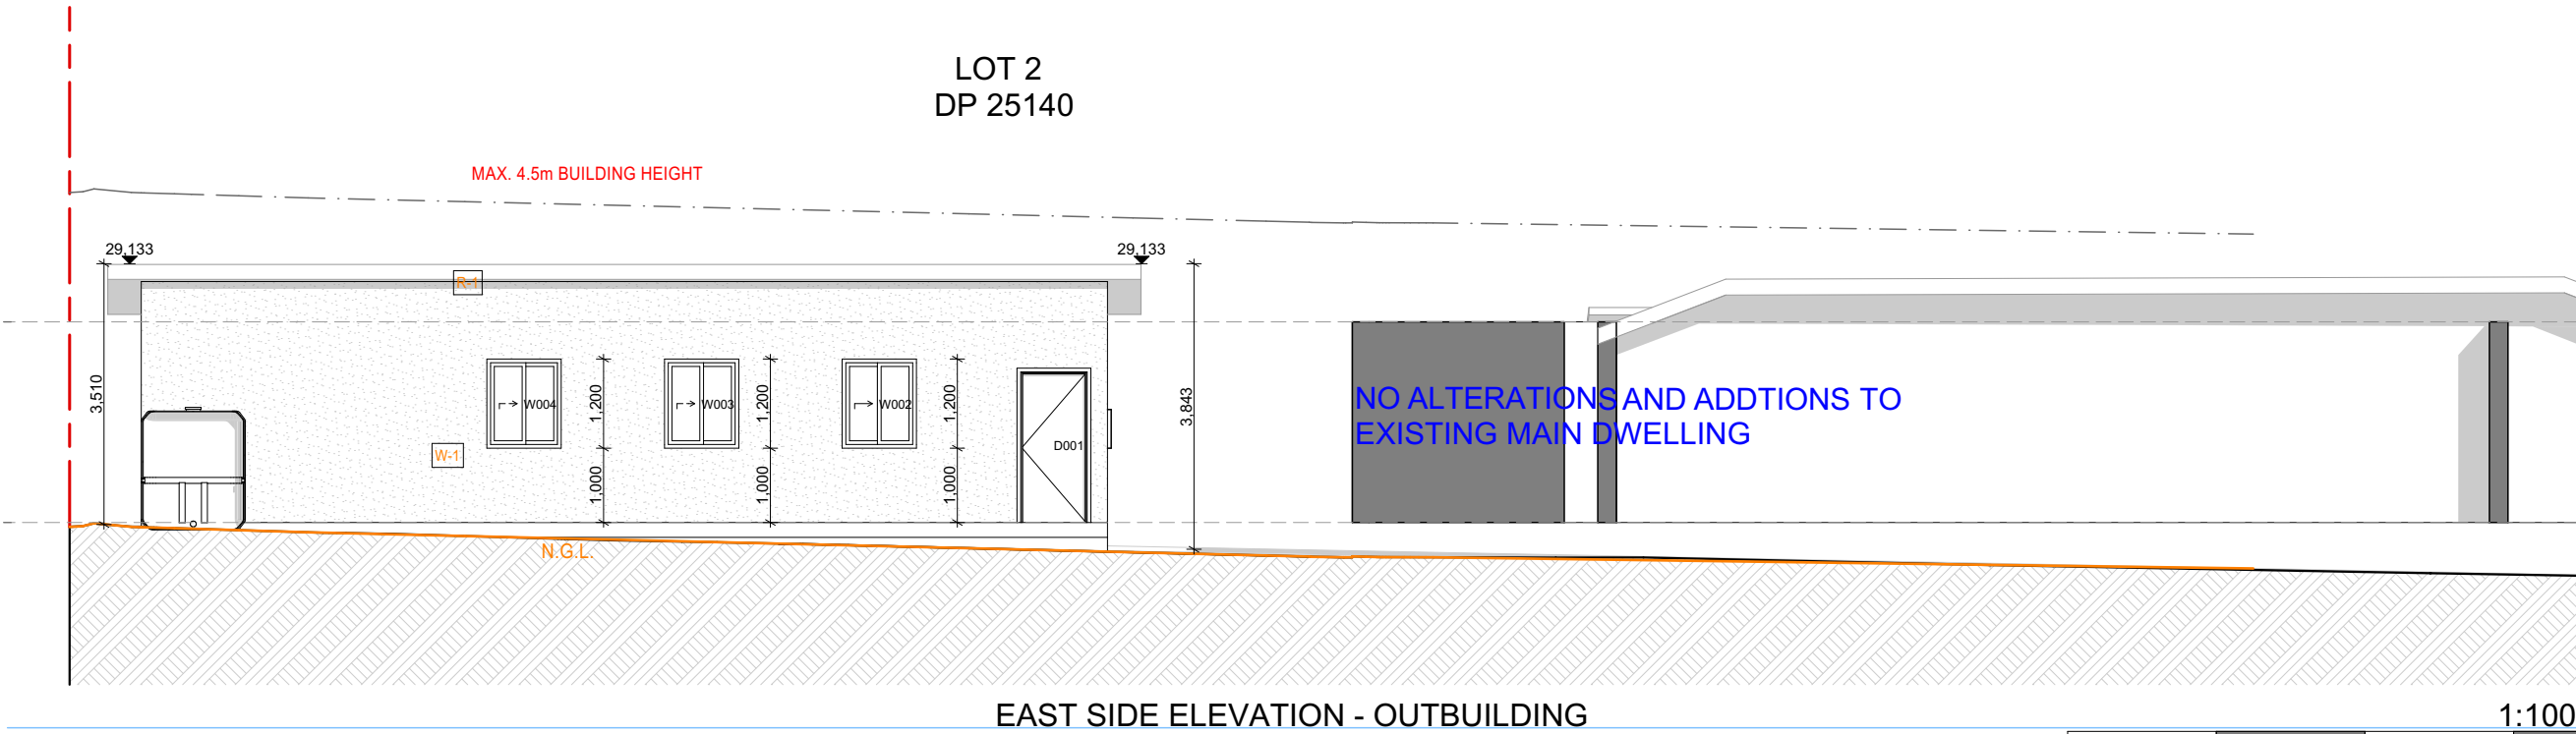 LOT 2
DP 25140
MAX. 4.5m BUILDING HEIGHT
29,133
29,133
R-1
3,510
W004
1,200
W003
1,200
W002
1,200
3,843
NO ALTERATIONS AND ADDTIONS TO
EXISTING MAIN DWELLING
D001
W-1
1,000
1,000
1,000
N.G.L.
EAST SIDE ELEVATION - OUTBUILDING
1:100